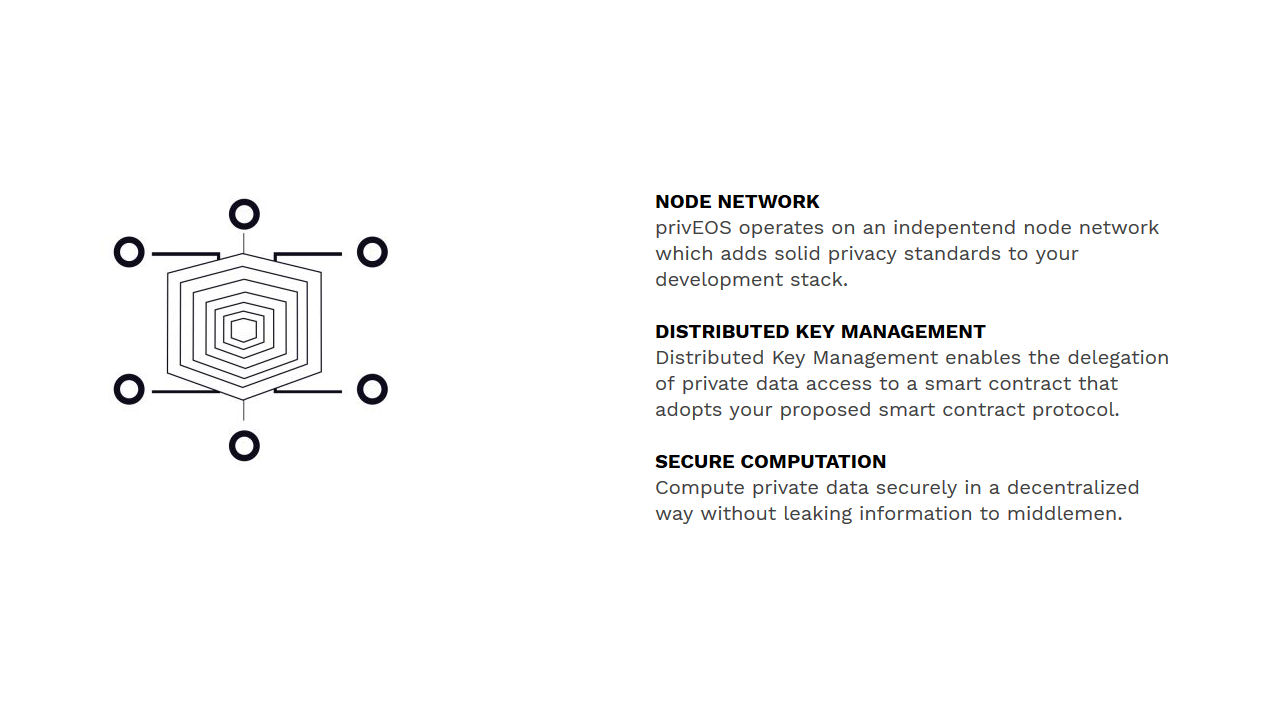 NODE NETWORK
privEOS operates on an indepentend node network
which adds solid privacy standards to your
development stack.
DISTRIBUTED KEY MANAGEMENT
Distributed Key Management enables the delegation
of private data access to a smart contract that
adopts your proposed smart contract protocol.
SECURE COMPUTATION
Compute private data securely in a decentralized
way without leaking information to middlemen.